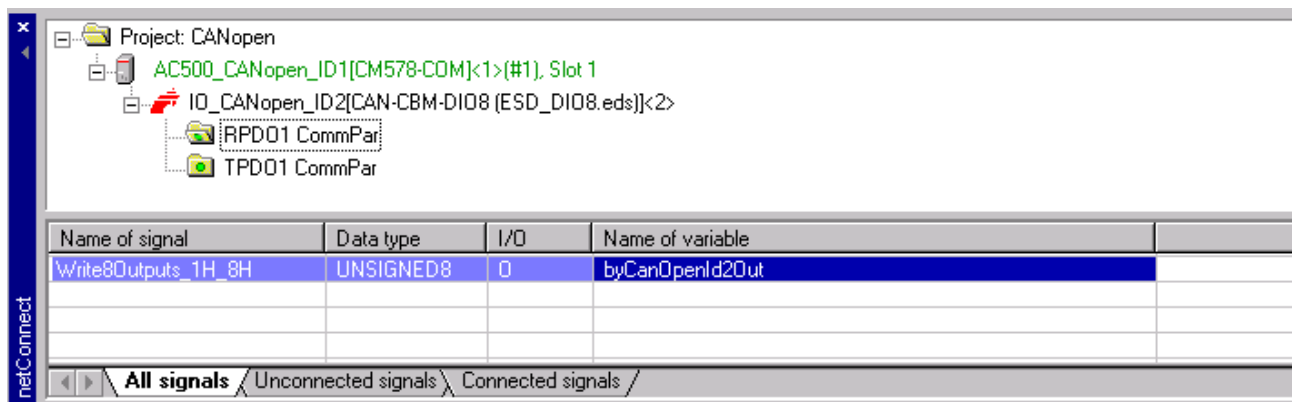 Project: CANopen
AC500_CANopen_ID1[CM578-COM]<1>(#1), Slot 1
IO_CANopen_ID2[CAN-CBM-DIO8 (ESD_DIO8.eds)]<2>
RPDO1 CommPar
TPDO1 CommPar
Name of signal Data type I/O Name of variable
Write8Outputs_1H_8H UNSIGNED8 O byCanOpenId2Out
All signals Unconnected signals Connected signals
netConnect